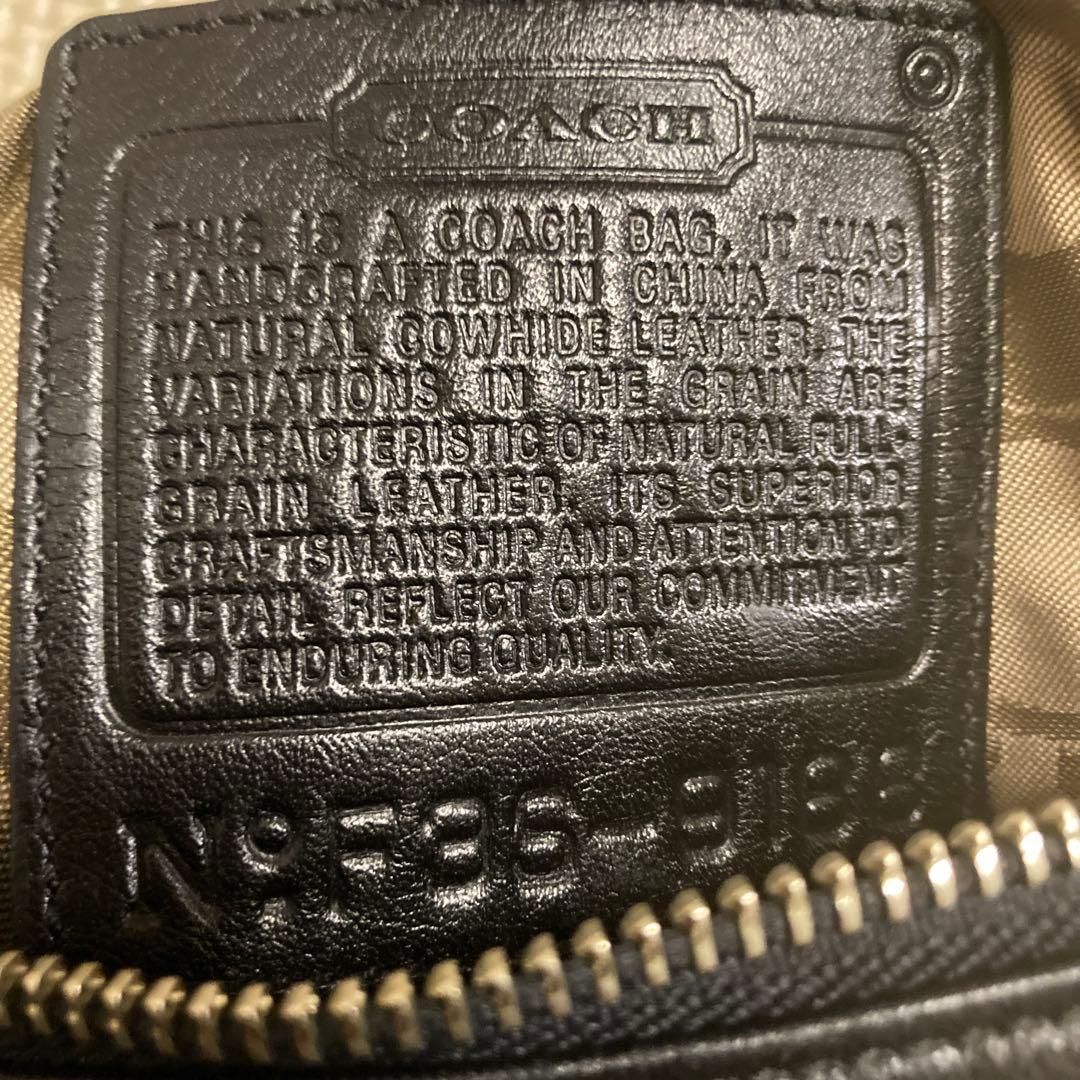 COACH
THIS IS A COACH BAG. IT WAS
HANDCRAFTED IN CHINA FROM
NATURAL COWHIDE LEATHER. THE
VARIATIONS IN THE GRAIN ARE
CHARACTERISTIC OF NATURAL FULL-
GRAIN LEATHER. ITS SUPERIOR
CRAFTSMANSHIP AND ATTENTION TO
DETAIL REFLECT OUR COMMITMENT
TO ENDURING QUALITY.